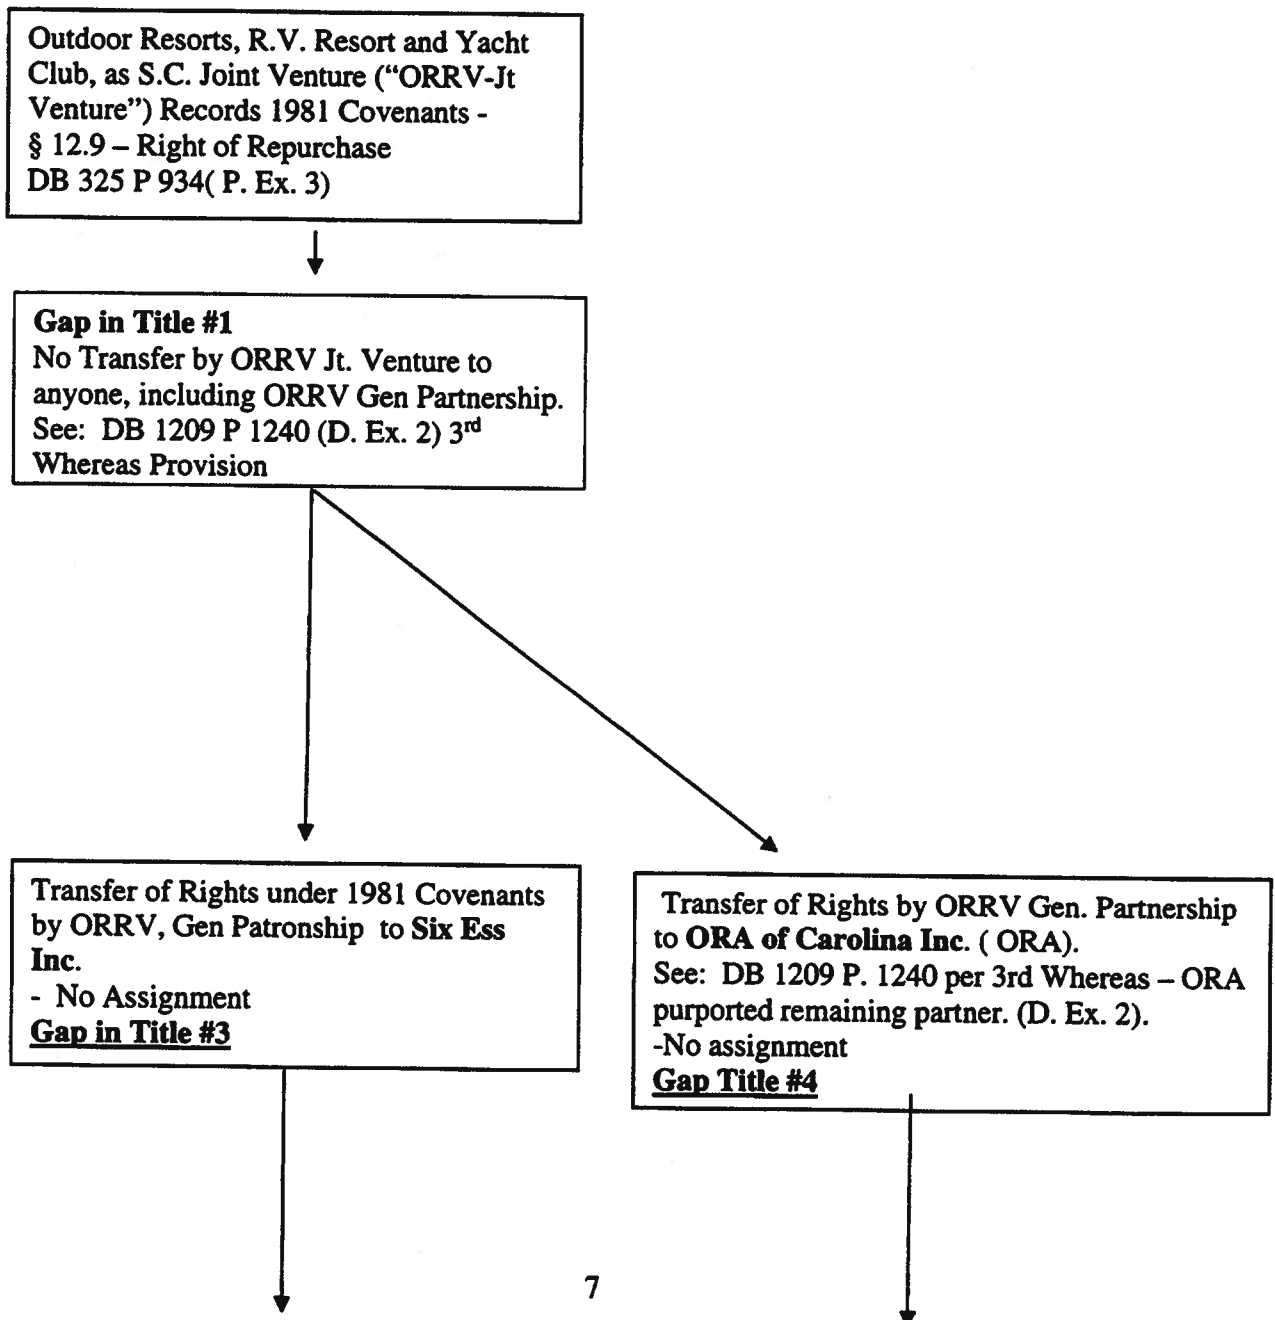 Outdoor Resorts, R.V. Resort and Yacht
Club, as S.C. Joint Venture (“ORRV-Jt
Venture”) Records 1981 Covenants -
§ 12.9 – Right of Repurchase
DB 325 P 934( P. Ex. 3)
Gap in Title #1
No Transfer by ORRV Jt. Venture to
anyone, including ORRV Gen Partnership.
See: DB 1209 P 1240 (D. Ex. 2) 3rd
Whereas Provision
Transfer of Rights under 1981 Covenants
by ORRV, Gen Patronship to Six Ess
Inc.
- No Assignment
Gap in Title #3
Transfer of Rights by ORRV Gen. Partnership
to ORA of Carolina Inc. ( ORA).
See: DB 1209 P. 1240 per 3rd Whereas – ORA
purported remaining partner. (D. Ex. 2).
-No assignment
Gap Title #4
7